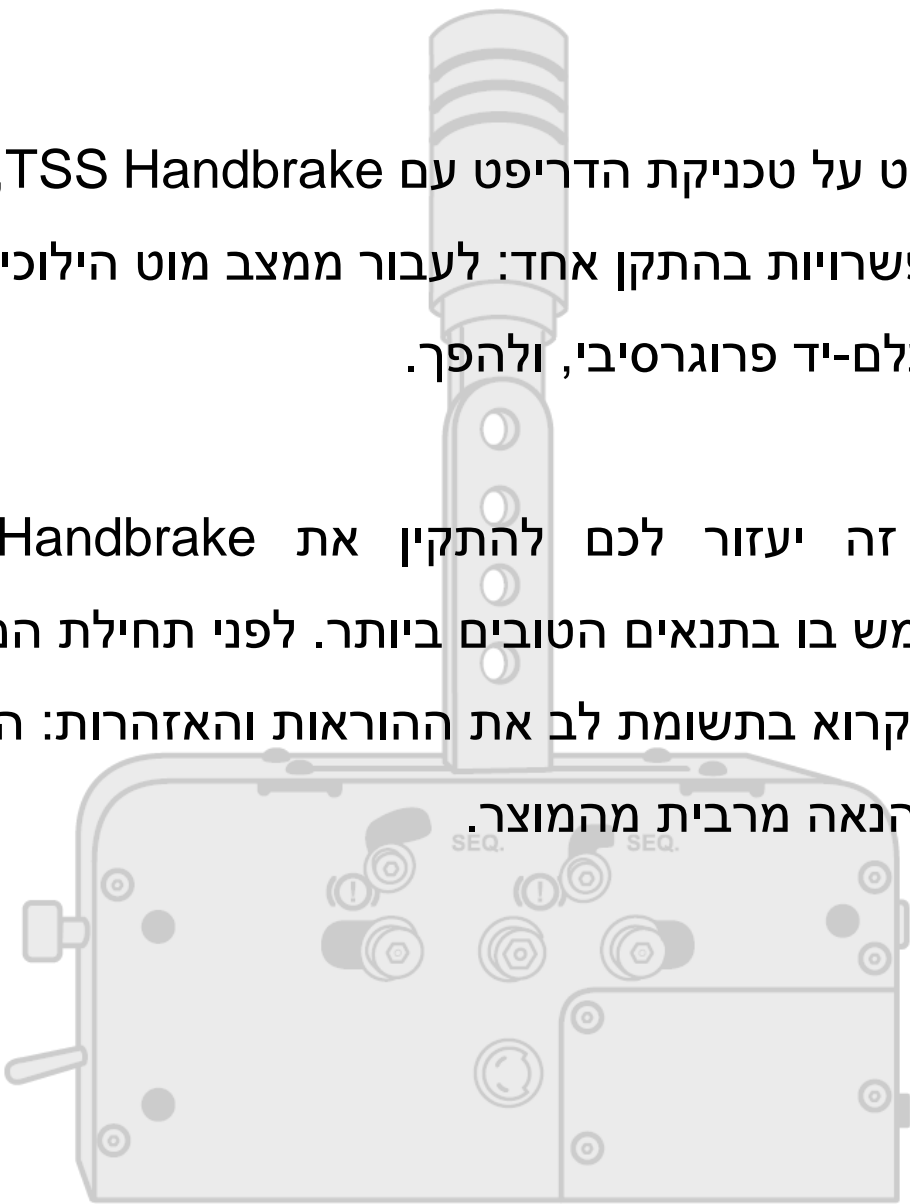 ט על טכניקת הדריפט עם TSS Handbrake,
פשרויות בהתקן אחד: לעבור ממצב מוט הילוכי
לם-יד פרוגרסיבי, ולהפך.
זה יעזור לכם להתקין את Handbrake
מש בו בתנאים הטובים ביותר. לפני תחילת
קרוא בתשומת לב את ההוראות והאזהרות:
הנאה מרבית מהמוצר.
SEQ. SEQ.